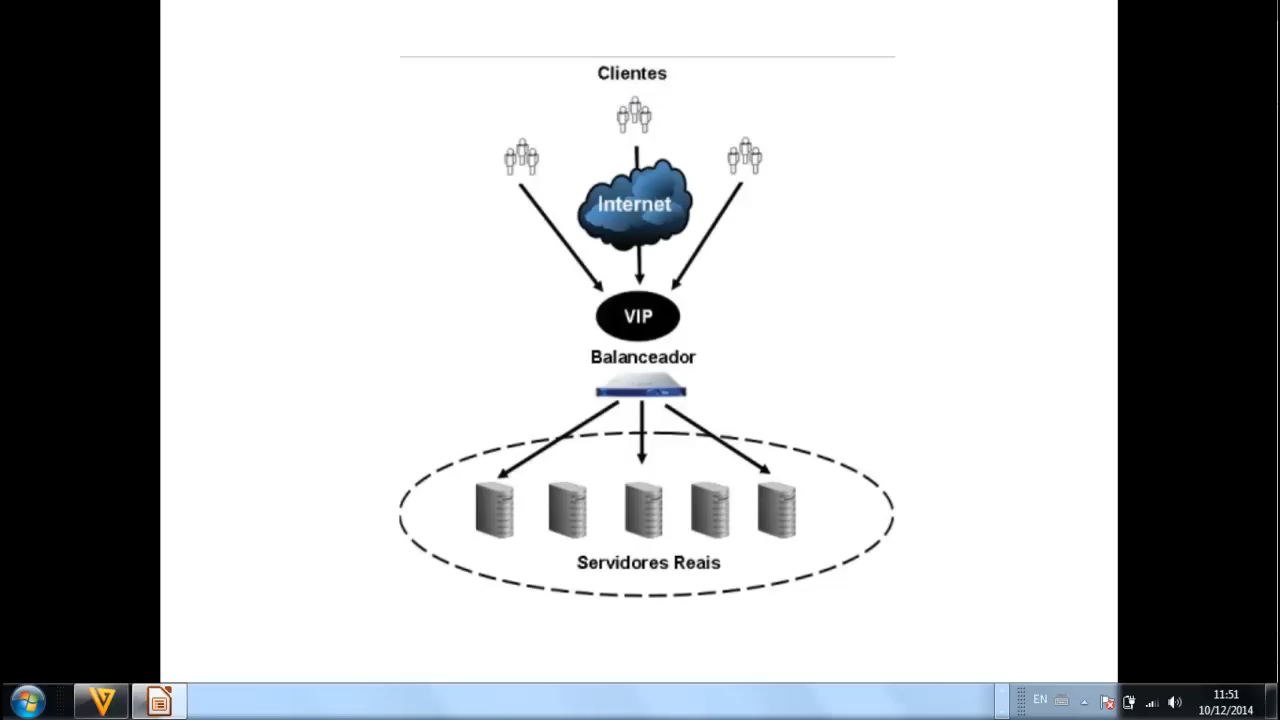 Clientes
Internet
VIP
Balanceador
Servidores Reais
EN
11:51
10/12/2014